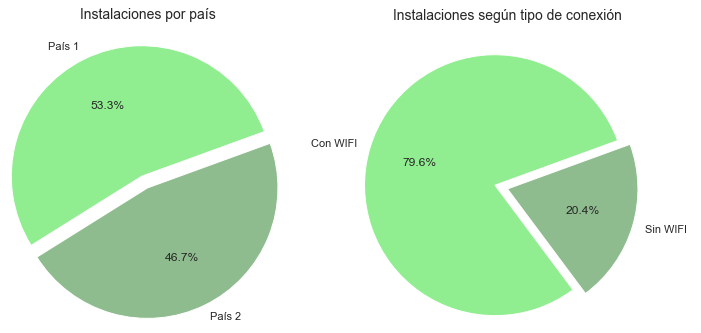 Instalaciones por país
País 1
53.3%
46.7%
País 2
Instalaciones según tipo de conexión
Con WIFI
79.6%
20.4%
Sin WIFI